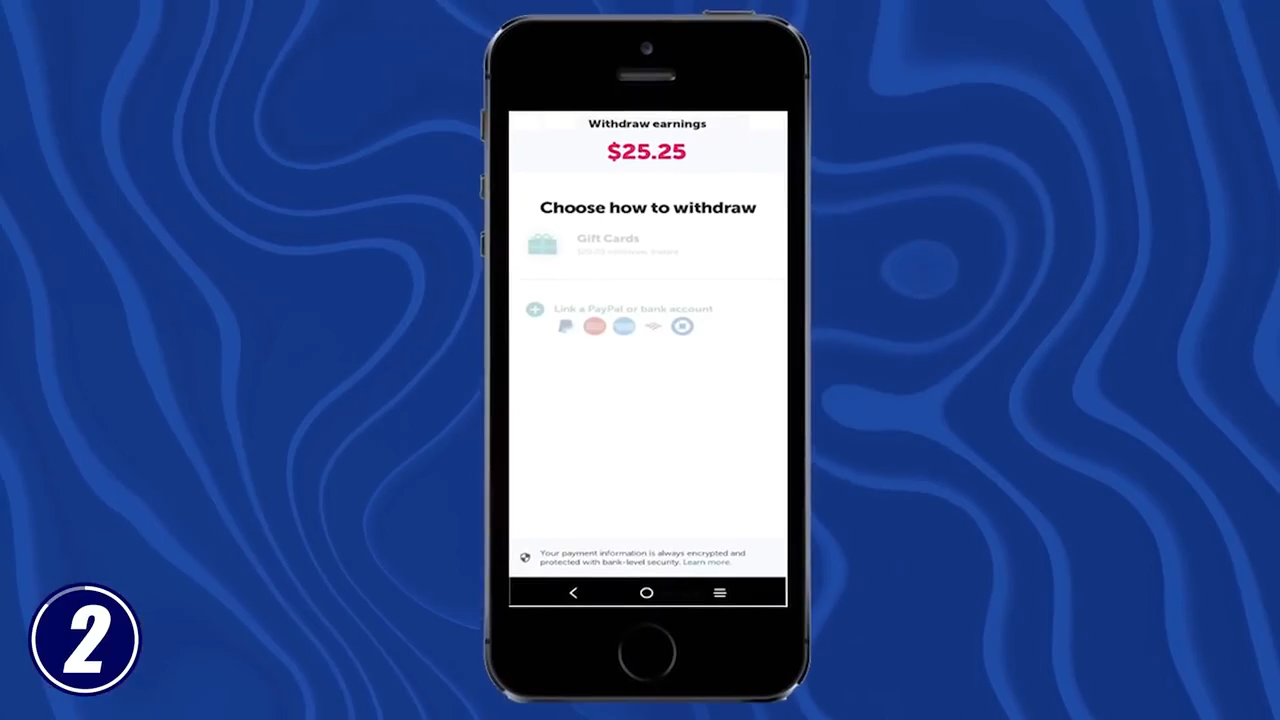 Withdraw earnings
$25.25
Choose how to withdraw
Gift Cards
Link a PayPal or bank account
Your payment information is always encrypted and
protected with bank-level security. Learn more.
2